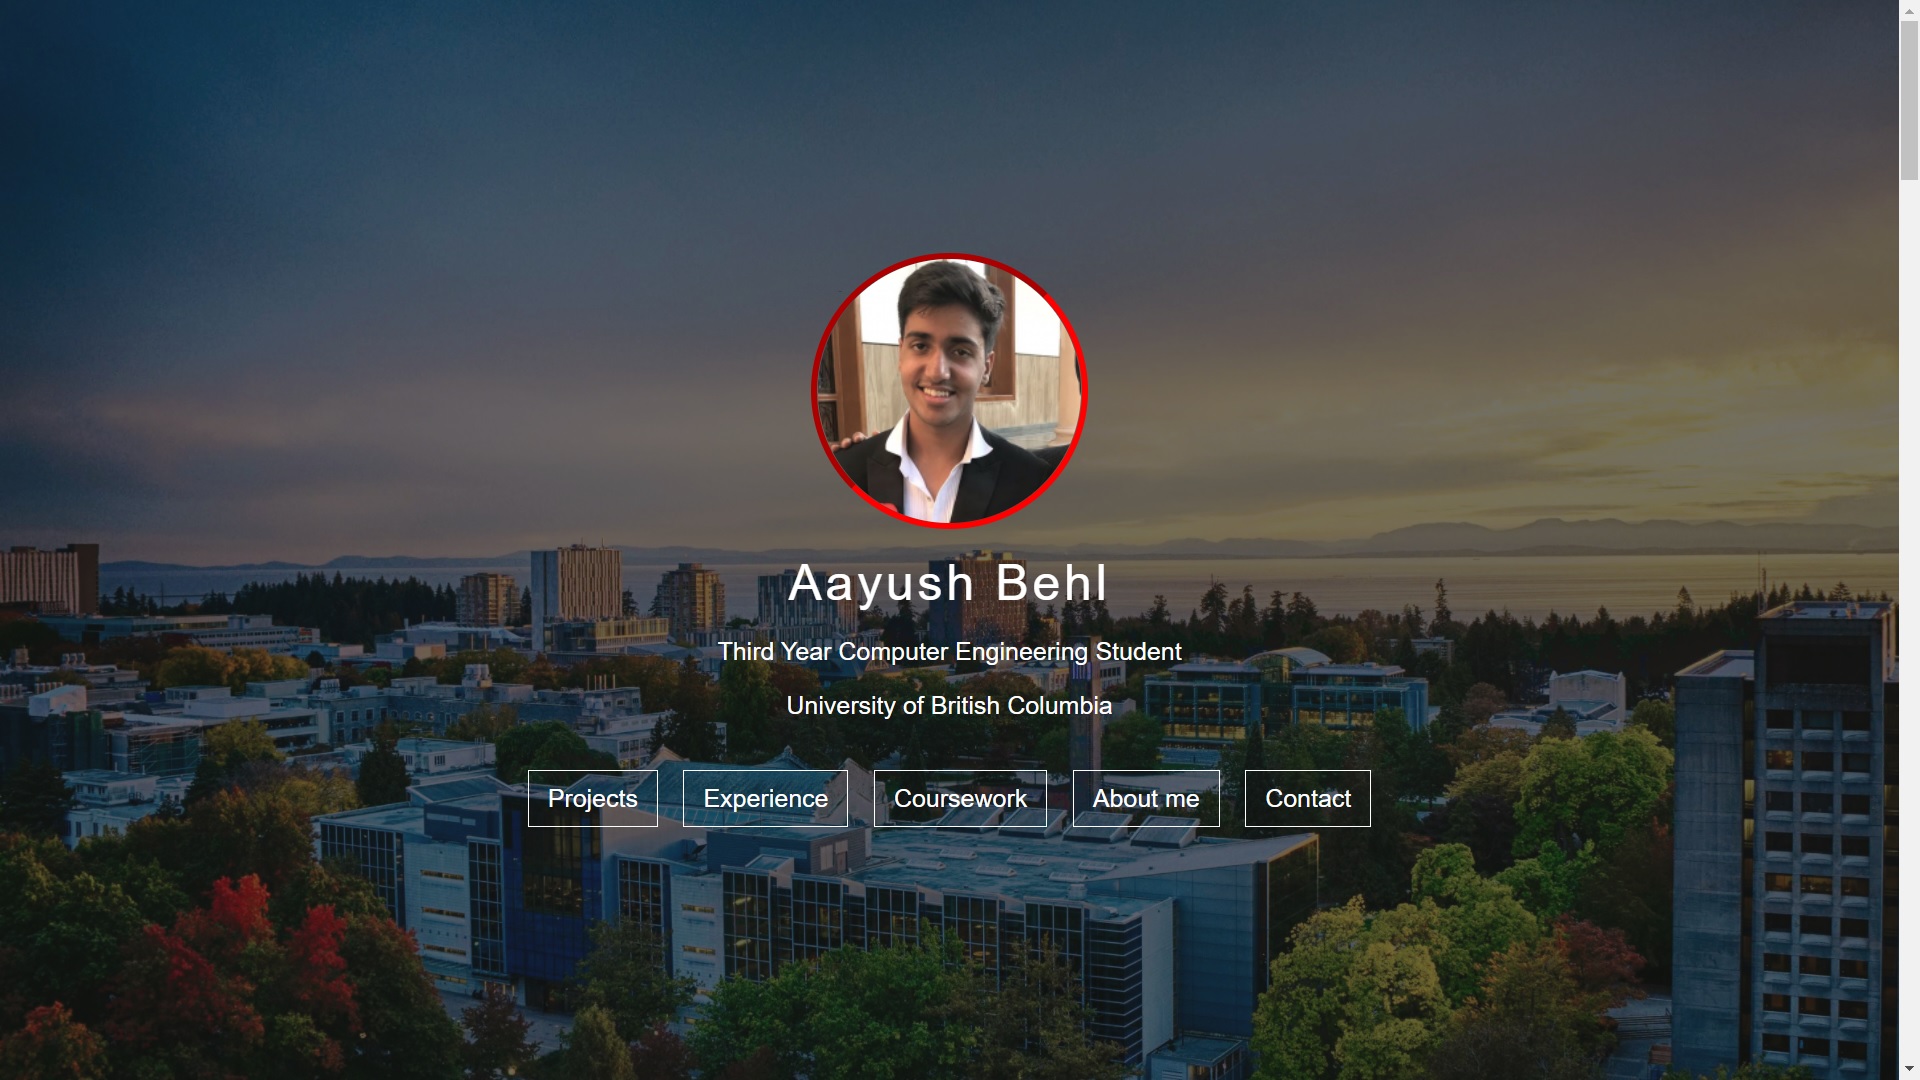 Aayush Behl
Third Year Computer Engineering Student
University of British Columbia
Projects Experience Coursework About me Contact